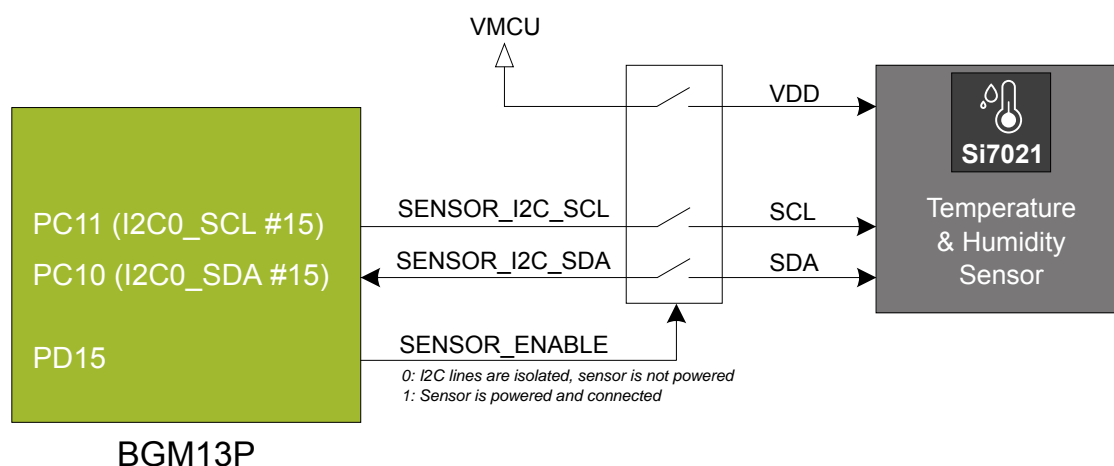 VMCU
VDD
Si7021
PC11 (I2C0_SCL #15)
SENSOR_I2C_SCL
SCL
Temperature
& Humidity
Sensor
PC10 (I2C0_SDA #15)
SENSOR_I2C_SDA
SDA
PD15
SENSOR_ENABLE
0: I2C lines are isolated, sensor is not powered
1: Sensor is powered and connected
BGM13P